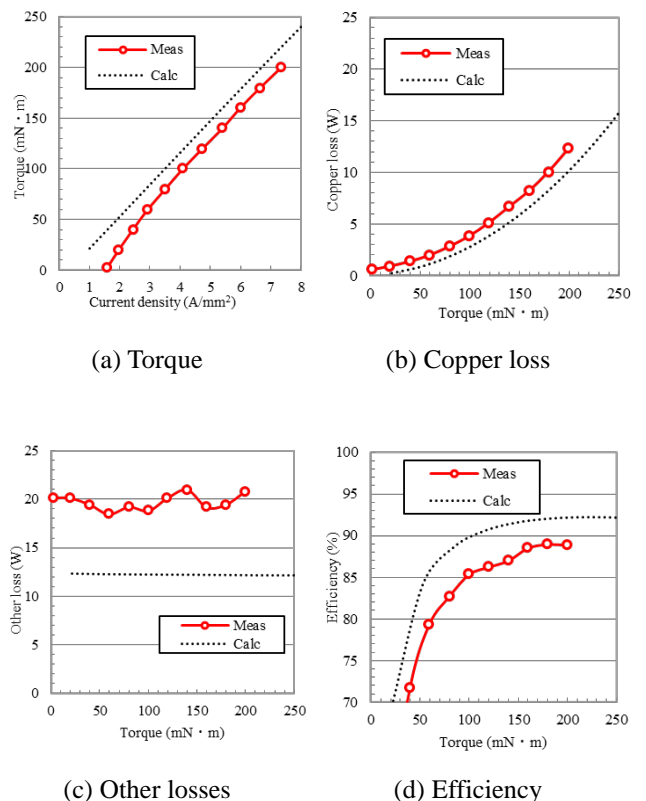 250
200
150
100
50
0
Torque (mN・m)
Meas
Calc
0 1 2 3 4 5 6 7 8
Current density (A/mm²)
(a) Torque
25
20
15
10
5
0
Copper loss (W)
Meas
Calc
0 50 100 150 200 250
Torque (mN・m)
(b) Copper loss
25
20
15
10
5
0
Other loss (W)
Meas
Calc
0 50 100 150 200 250
Torque (mN・m)
(c) Other losses
100
95
90
85
80
75
70
Efficiency (%)
Meas
Calc
0 50 100 150 200 250
Torque (mN・m)
(d) Efficiency